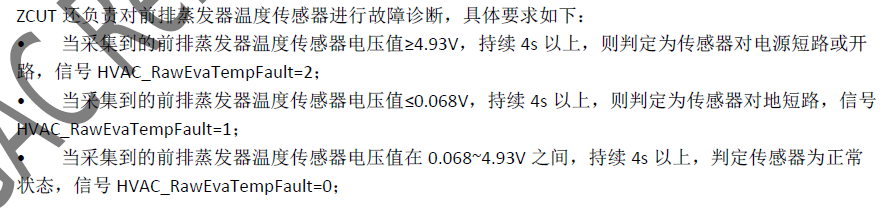 ZCUT 还负责对前排蒸发器温度传感器进行故障诊断，具体要求如下：
• 当采集到的前排蒸发器温度传感器电压值≥4.93V，持续 4s 以上，则判定为传感器对电源短路或开
路，信号 HVAC_RawEvaTempFault=2；
• 当采集到的前排蒸发器温度传感器电压值≤0.068V，持续 4s 以上，则判定为传感器对地短路，信号
HVAC_RawEvaTempFault=1；
• 当采集到的前排蒸发器温度传感器电压值在 0.068~4.93V 之间，持续 4s 以上，判定传感器为正常
状态，信号 HVAC_RawEvaTempFault=0；